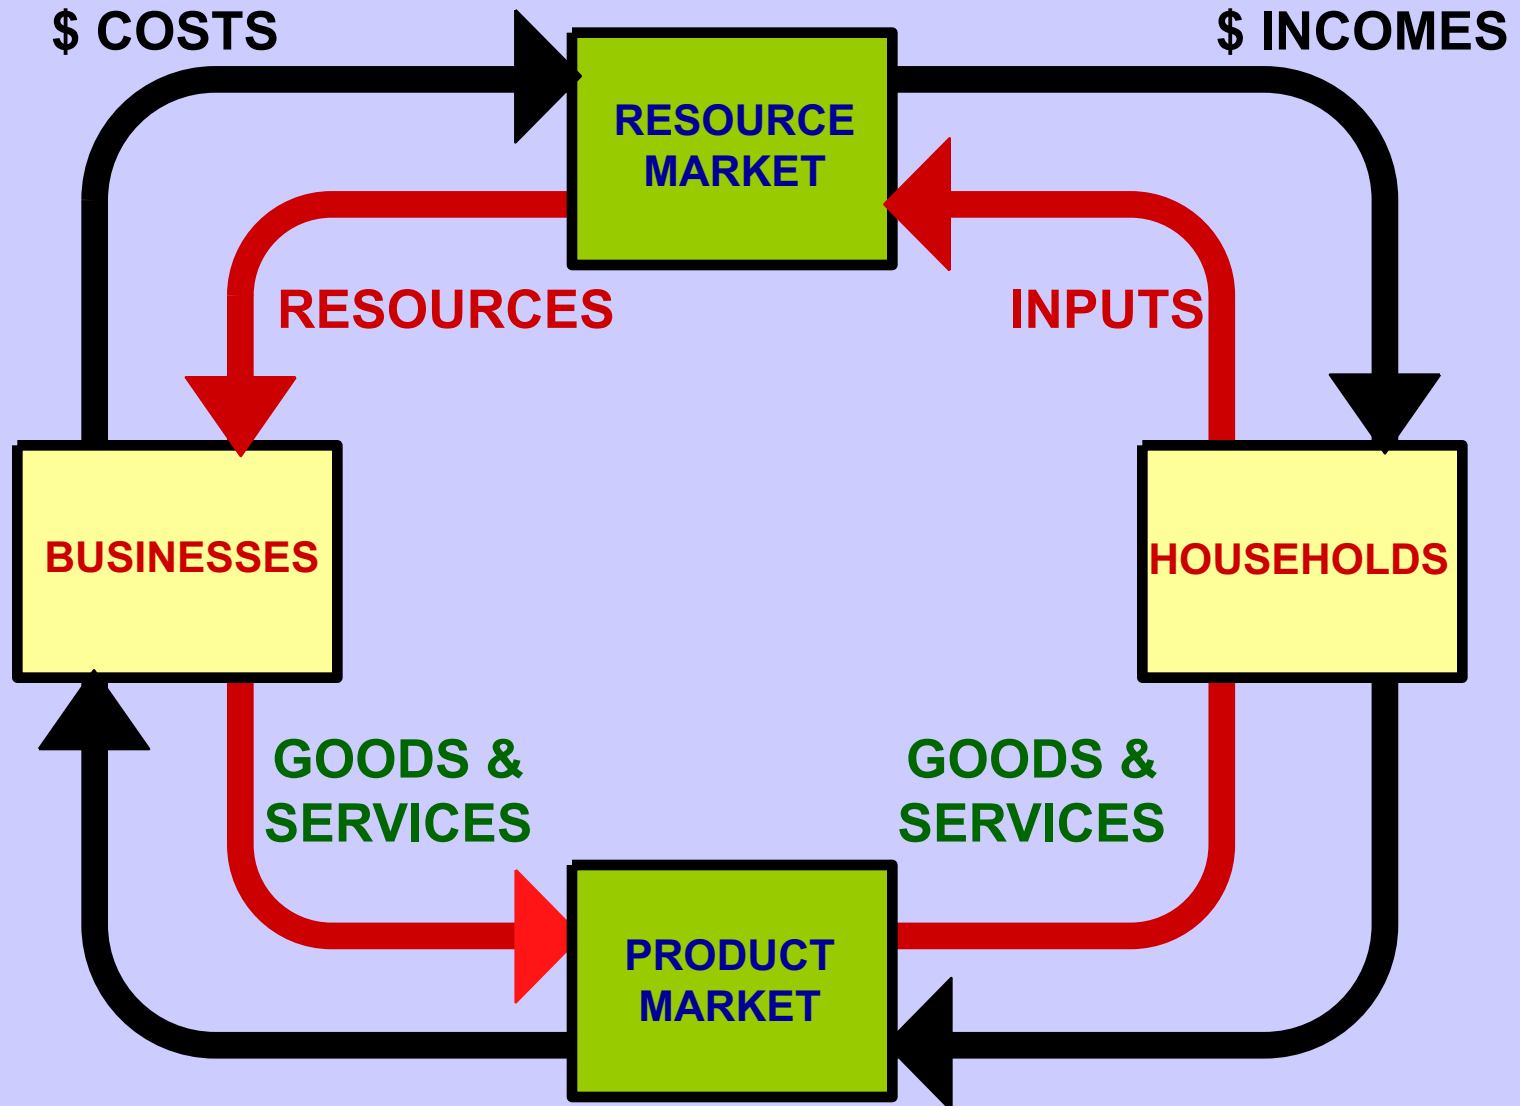 $ COSTS
$ INCOMES
RESOURCE
MARKET
RESOURCES
INPUTS
BUSINESSES
HOUSEHOLDS
GOODS &
SERVICES
GOODS &
SERVICES
PRODUCT
MARKET